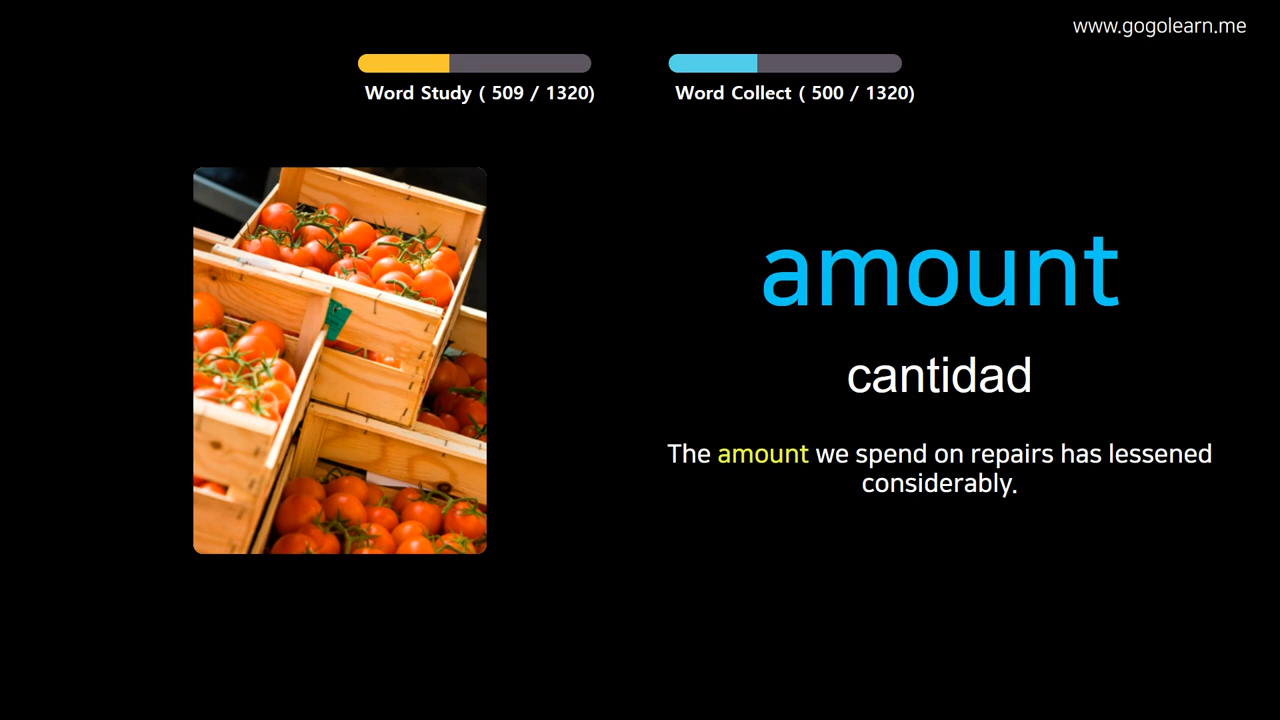 www.gogolearn.me
Word Study ( 509 / 1320)
Word Collect ( 500 / 1320)
amount
cantidad
The amount we spend on repairs has lessened
considerably.